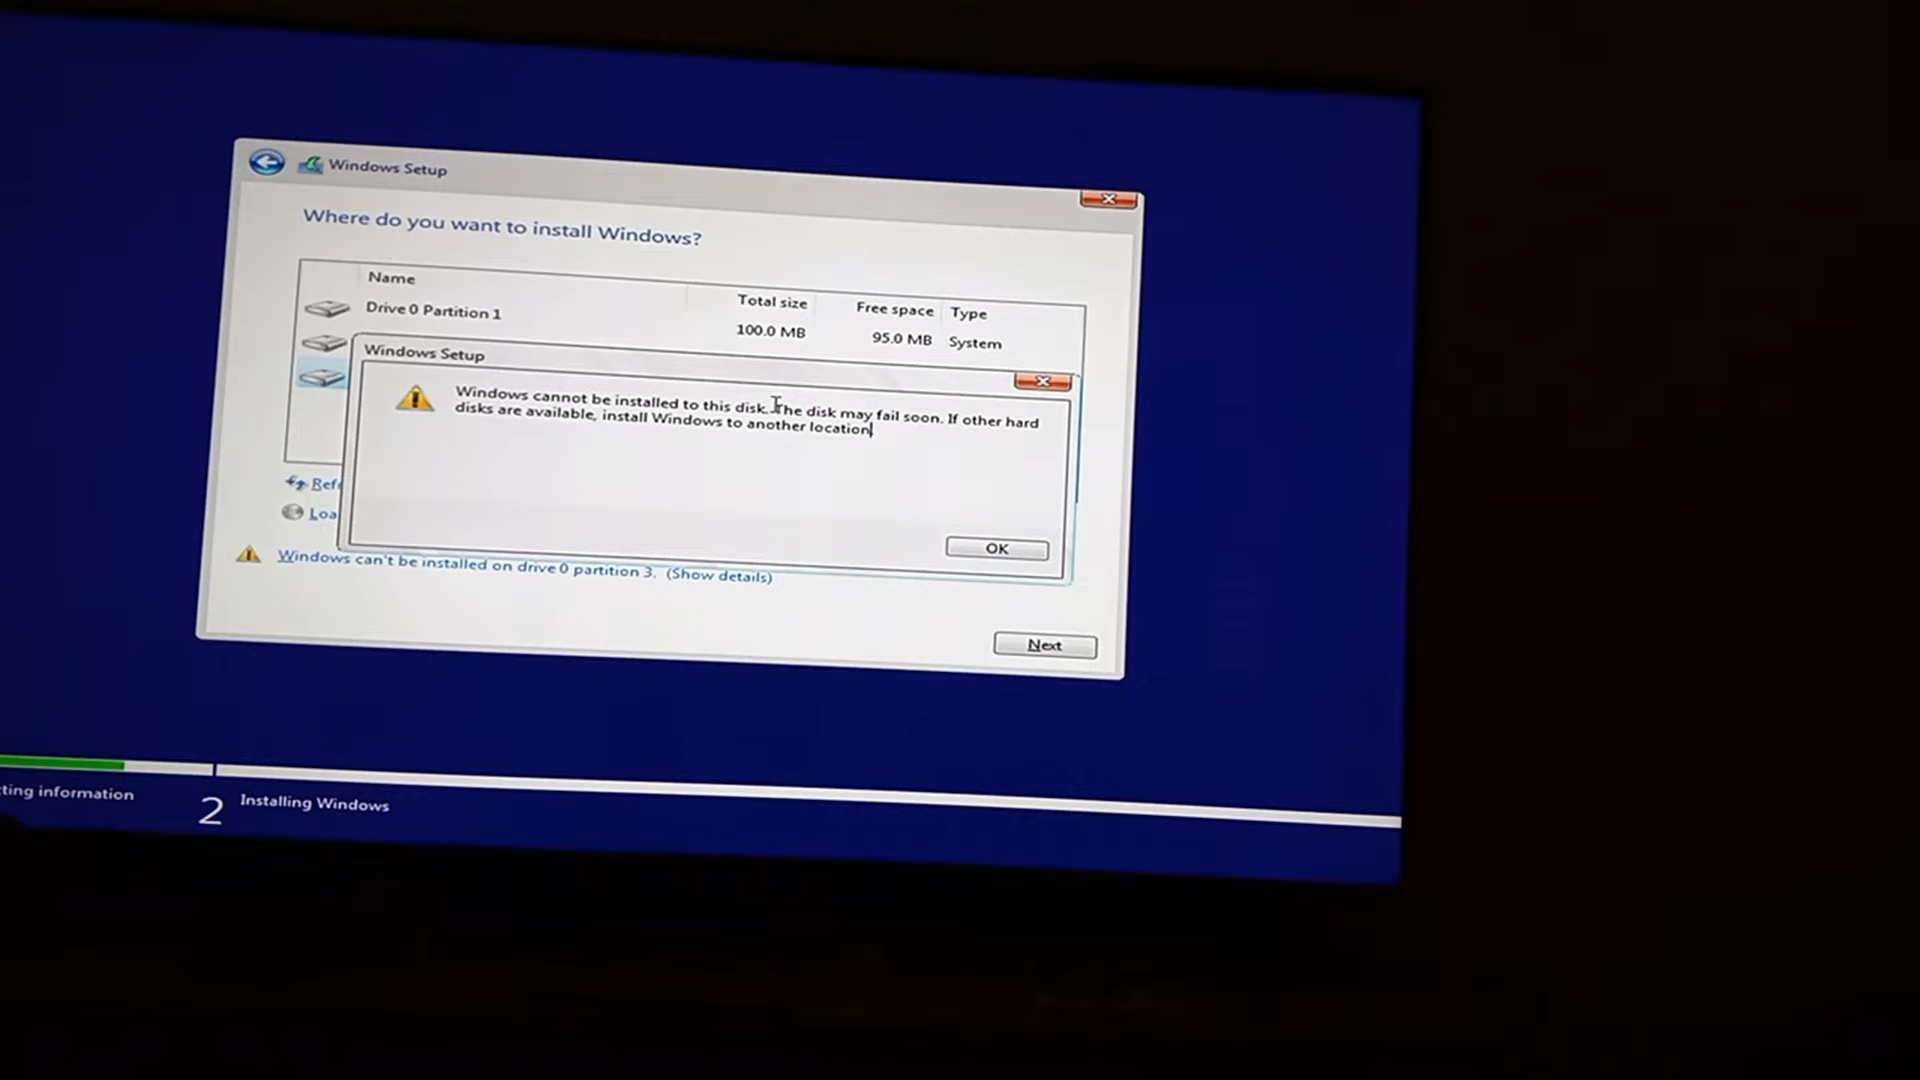 Windows Setup
Where do you want to install Windows?
Name Total size Free space Type
Drive 0 Partition 1 100.0 MB 95.0 MB System
Windows Setup
Windows cannot be installed to this disk. The disk may fail soon. If other hard
disks are available, install Windows to another location
OK
Windows can't be installed on drive 0 partition 3. (Show details)
Next
2 Installing Windows
information